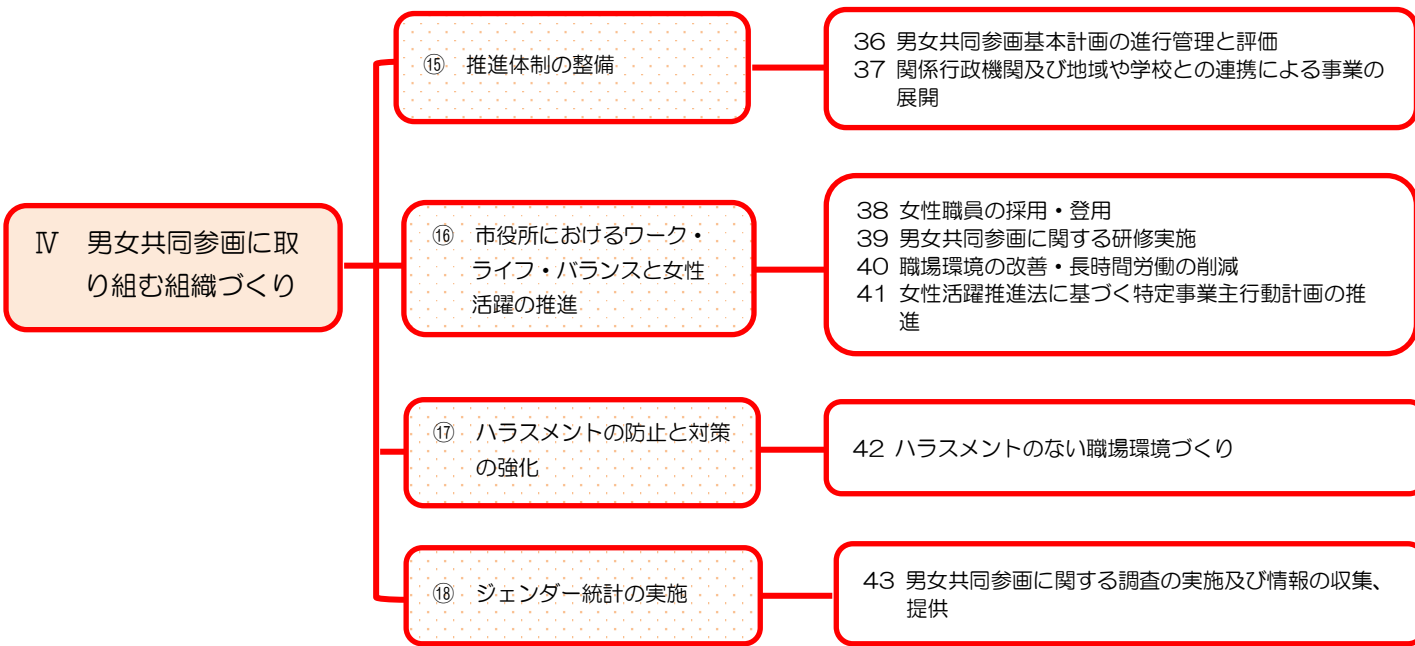 Ⅳ 男女共同参画に取
り組む組織づくり
⑮ 推進体制の整備
36 男女共同参画基本計画の進行管理と評価
37 関係行政機関及び地域や学校との連携による事業の
展開
⑯ 市役所におけるワーク・
ライフ・バランスと女性
活躍の推進
38 女性職員の採用・登用
39 男女共同参画に関する研修実施
40 職場環境の改善・長時間労働の削減
41 女性活躍推進法に基づく特定事業主行動計画の推
進
⑰ ハラスメントの防止と対策
の強化
42 ハラスメントのない職場環境づくり
⑱ ジェンダー統計の実施
43 男女共同参画に関する調査の実施及び情報の収集、
提供